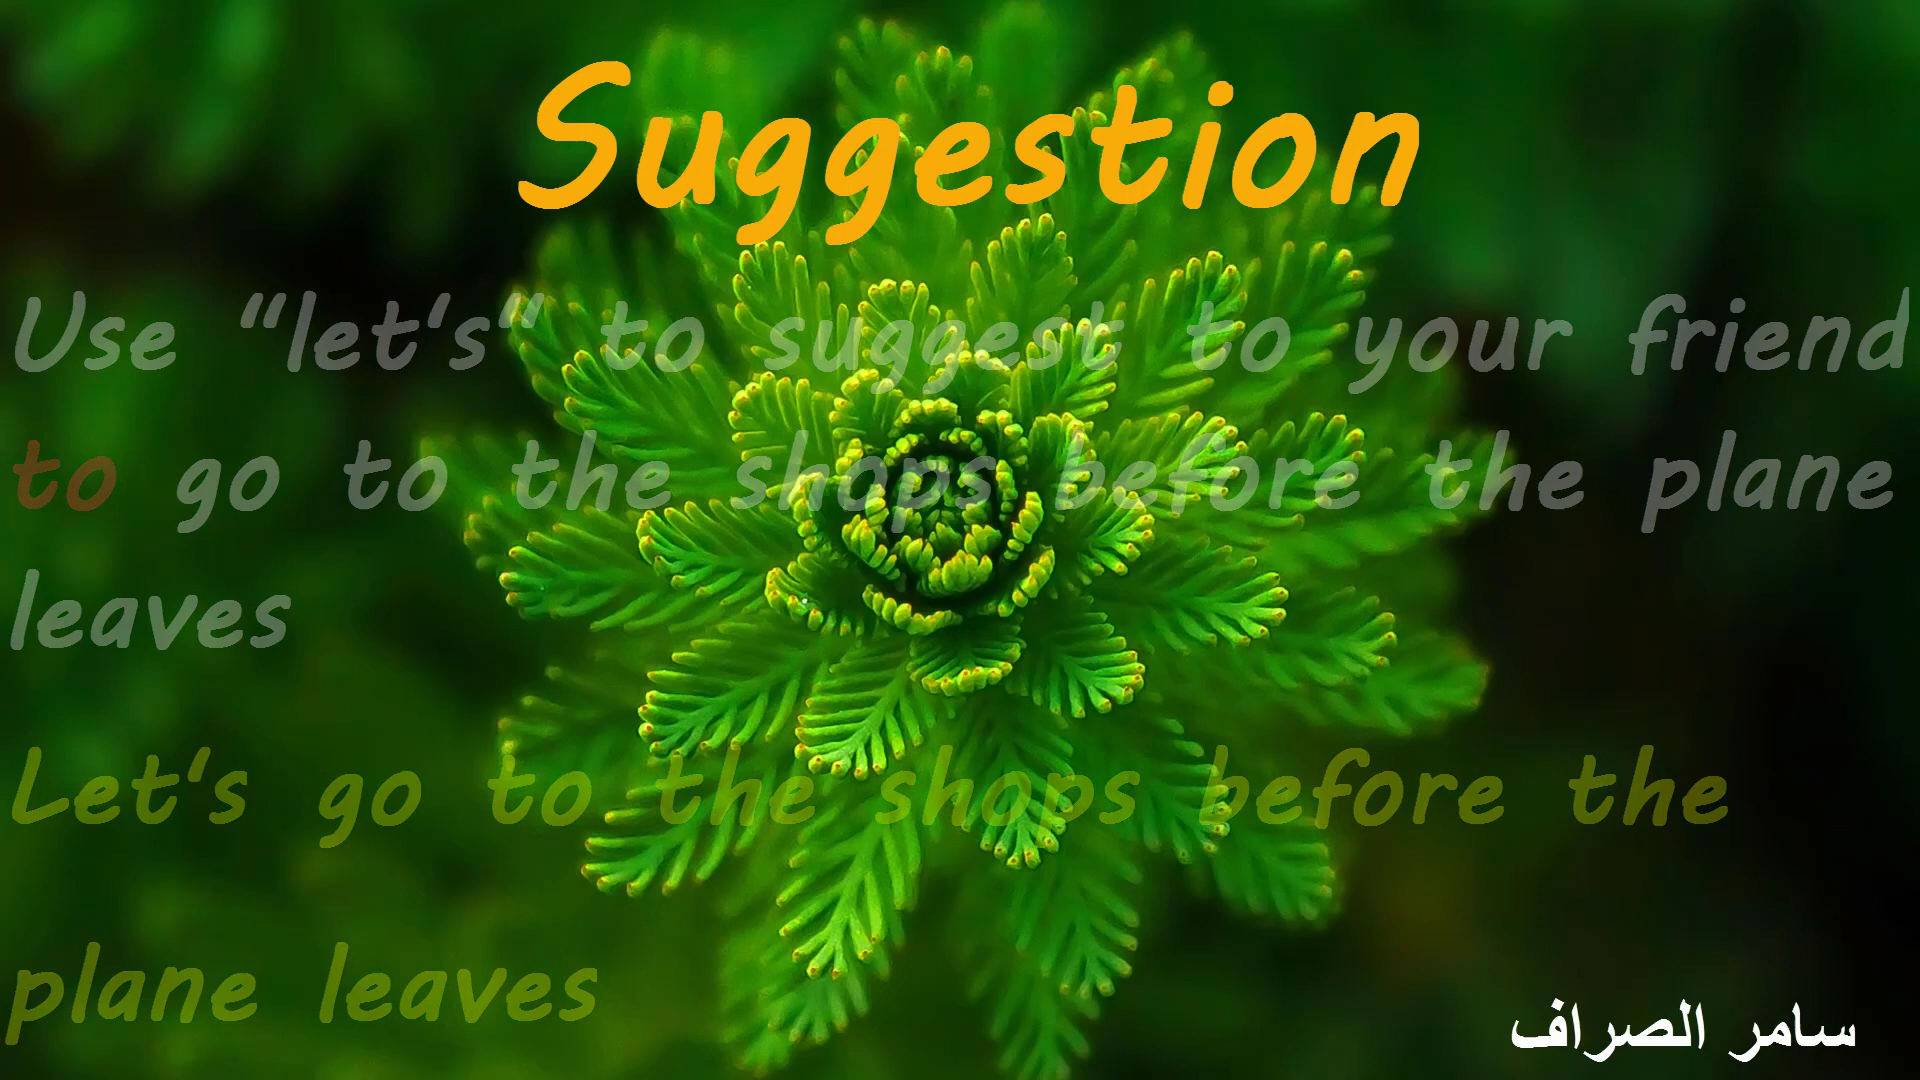 Suggestion
Use “let‘s“ to suggest to your friend
to go to the shops before the plane
leaves
Let‘s go to the shops before the
plane leaves
سامر الصراف